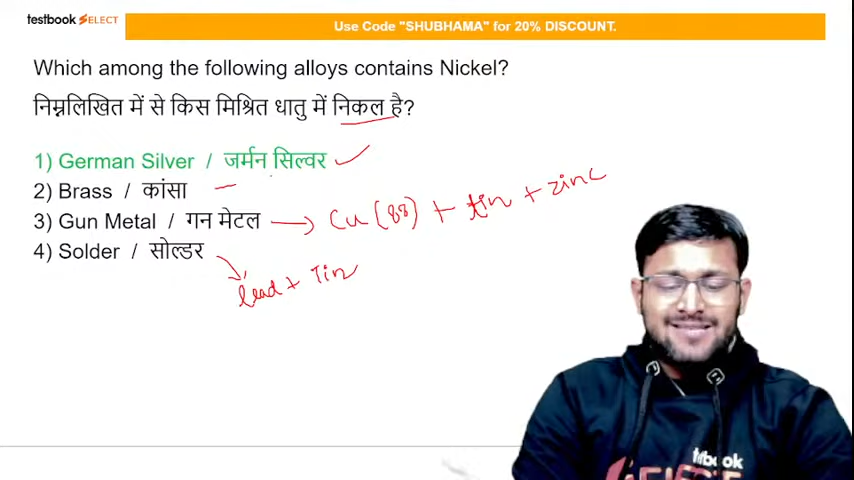 testbook SELECT
Use Code "SHUBHAMA" for 20% DISCOUNT.
Which among the following alloys contains Nickel?
निम्नलिखित में से किस मिश्रित धातु में निकल है?
1) German Silver / जर्मन सिल्वर
2) Brass / कांसा
3) Gun Metal / गन मेटल → Cu (88) + tin + zinc
4) Solder / सोल्डर
lead + Tin
testbook
SELECT